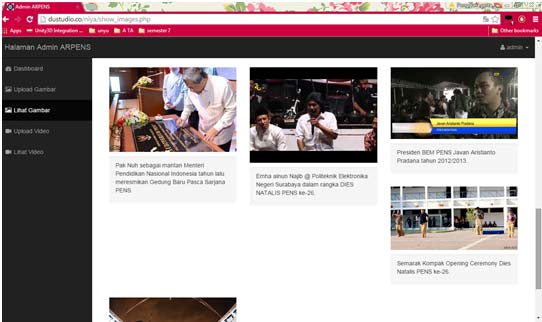 Admin ARPENS
dustudio.co/niya/show_images.php
Apps
Unity3D Integration ...
unyu
A TA
semester 7
Other bookmarks
Halaman Admin ARPENS
admin
Dashboard
Upload Gambar
Lihat Gambar
Upload Video
Lihat Video
Pak Nuh sebagai mantan Menteri
Pendidikan Nasional Indonesia tahun lalu
meresmikan Gedung Baru Pasca Sarjana
PENS
Emha ainun Najib @ Politeknik Elektronika
Negeri Surabaya dalam rangka DIES
NATALIS PENS ke-26.
Javan Aristianto Pradana
Presiden BEM PENS Javan Aristianto
Pradana tahun 2012/2013.
Semarak Kompak Opening Ceremony Dies
Natalis PENS ke-26.